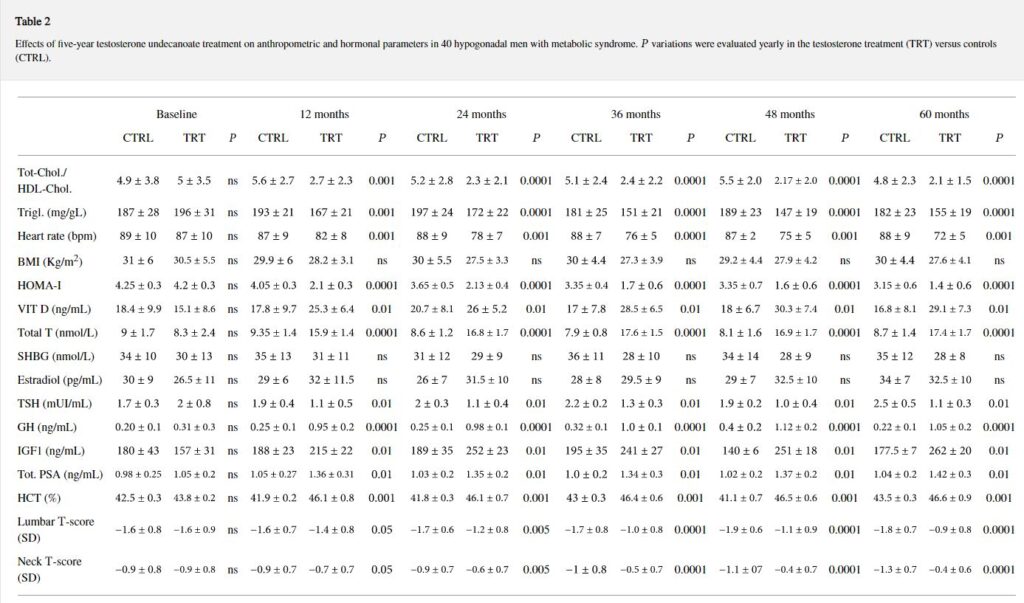 Table 2
Effects of five-year testosterone undecanoate treatment on anthropometric and hormonal parameters in 40 hypogonadal men with metabolic syndrome. P variations were evaluated yearly in the testosterone treatment (TRT) versus controls
(CTRL).
Baseline 12 months 24 months 36 months 48 months 60 months
CTRL TRT P CTRL TRT P CTRL TRT P CTRL TRT P CTRL TRT P CTRL TRT P
Tot-Chol./
HDL-Chol. 4.9 ± 3.8 5 ± 3.5 ns 5.6 ± 2.7 2.7 ± 2.3 0.001 5.2 ± 2.8 2.3 ± 2.1 0.0001 5.1 ± 2.4 2.4 ± 2.2 0.0001 5.5 ± 2.0 2.17 ± 2.0 0.0001 4.8 ± 2.3 2.1 ± 1.5 0.0001
Trigl. (mg/gL) 187 ± 28 196 ± 31 ns 193 ± 21 167 ± 21 0.001 197 ± 24 172 ± 22 0.0001 181 ± 25 151 ± 21 0.0001 189 ± 23 147 ± 19 0.0001 182 ± 23 155 ± 19 0.0001
Heart rate (bpm) 89 ± 10 87 ± 10 ns 87 ± 9 82 ± 8 0.001 88 ± 9 78 ± 7 0.001 88 ± 7 76 ± 5 0.0001 87 ± 2 75 ± 5 0.001 88 ± 9 72 ± 5 0.001
BMI (Kg/m²) 31 ± 6 30.5 ± 5.5 ns 29.9 ± 6 28.2 ± 3.1 ns 30 ± 5.5 27.5 ± 3.3 ns 30 ± 4.4 27.3 ± 3.9 ns 29.2 ± 4.4 27.9 ± 4.2 ns 30 ± 4.4 27.6 ± 4.1 ns
HOMA-I 4.25 ± 0.3 4.2 ± 0.3 ns 4.05 ± 0.3 2.1 ± 0.3 0.0001 3.65 ± 0.5 2.13 ± 0.4 0.0001 3.35 ± 0.4 1.7 ± 0.6 0.0001 3.35 ± 0.7 1.6 ± 0.6 0.0001 3.15 ± 0.6 1.4 ± 0.6 0.0001
VIT D (ng/mL) 18.4 ± 9.9 15.1 ± 8.6 ns 17.8 ± 9.7 25.3 ± 6.4 0.01 20.7 ± 8.1 26 ± 5.2 0.01 17 ± 7.8 28.5 ± 6.5 0.01 18 ± 6.7 30.3 ± 7.4 0.01 16.8 ± 8.1 29.1 ± 7.3 0.01
Total T (nmol/L) 9 ± 1.7 8.3 ± 2.4 ns 9.35 ± 1.4 15.9 ± 1.4 0.0001 8.6 ± 1.2 16.8 ± 1.7 0.0001 7.9 ± 0.8 17.6 ± 1.5 0.0001 8.1 ± 1.6 16.9 ± 1.7 0.0001 8.7 ± 1.4 17.4 ± 1.7 0.0001
SHBG (nmol/L) 34 ± 10 30 ± 13 ns 35 ± 13 31 ± 11 ns 31 ± 12 29 ± 9 ns 36 ± 11 28 ± 10 ns 34 ± 14 28 ± 9 ns 35 ± 12 28 ± 8 ns
Estradiol (pg/mL) 30 ± 9 26.5 ± 11 ns 29 ± 6 32 ± 11.5 ns 26 ± 7 31.5 ± 10 ns 28 ± 8 29.5 ± 9 ns 29 ± 7 32.5 ± 10 ns 34 ± 7 32.5 ± 10 ns
TSH (mUI/mL) 1.7 ± 0.3 2 ± 0.8 ns 1.9 ± 0.4 1.1 ± 0.5 0.01 2 ± 0.3 1.1 ± 0.4 0.01 2.2 ± 0.2 1.3 ± 0.3 0.01 1.9 ± 0.2 1.0 ± 0.4 0.01 2.5 ± 0.5 1.1 ± 0.3 0.01
GH (ng/mL) 0.20 ± 0.1 0.31 ± 0.3 ns 0.25 ± 0.1 0.95 ± 0.2 0.0001 0.25 ± 0.1 0.98 ± 0.1 0.0001 0.32 ± 0.1 1.0 ± 0.1 0.0001 0.4 ± 0.2 1.12 ± 0.2 0.0001 0.22 ± 0.1 1.05 ± 0.2 0.0001
IGF1 (ng/mL) 180 ± 43 157 ± 31 ns 188 ± 23 215 ± 22 0.01 189 ± 35 252 ± 23 0.01 195 ± 35 241 ± 27 0.01 140 ± 6 251 ± 18 0.01 177.5 ± 7 262 ± 20 0.01
Tot. PSA (ng/mL) 0.98 ± 0.25 1.05 ± 0.2 ns 1.05 ± 0.27 1.36 ± 0.31 0.01 1.03 ± 0.2 1.35 ± 0.2 0.01 1.0 ± 0.2 1.34 ± 0.3 0.01 1.02 ± 0.2 1.37 ± 0.2 0.01 1.04 ± 0.2 1.42 ± 0.3 0.01
HCT (%) 42.5 ± 0.3 43.8 ± 0.2 ns 41.9 ± 0.2 46.1 ± 0.8 0.001 41.8 ± 0.3 46.1 ± 0.7 0.001 43 ± 0.3 46.4 ± 0.6 0.001 41.1 ± 0.7 46.5 ± 0.6 0.001 43.5 ± 0.3 46.6 ± 0.9 0.001
Lumbar T-score
(SD) −1.6 ± 0.8 −1.6 ± 0.9 ns −1.6 ± 0.7 −1.4 ± 0.8 0.05 −1.7 ± 0.6 −1.2 ± 0.8 0.005 −1.7 ± 0.8 −1.0 ± 0.8 0.0001 −1.9 ± 0.6 −1.1 ± 0.9 0.0001 −1.8 ± 0.7 −0.9 ± 0.8 0.0001
Neck T-score
(SD) −0.9 ± 0.8 −0.9 ± 0.8 ns −0.9 ± 0.7 −0.7 ± 0.7 0.05 −0.9 ± 0.7 −0.6 ± 0.7 0.005 −1 ± 0.8 −0.5 ± 0.7 0.0001 −1.1 ± 07 −0.4 ± 0.7 0.0001 −1.3 ± 0.7 −0.4 ± 0.6 0.0001